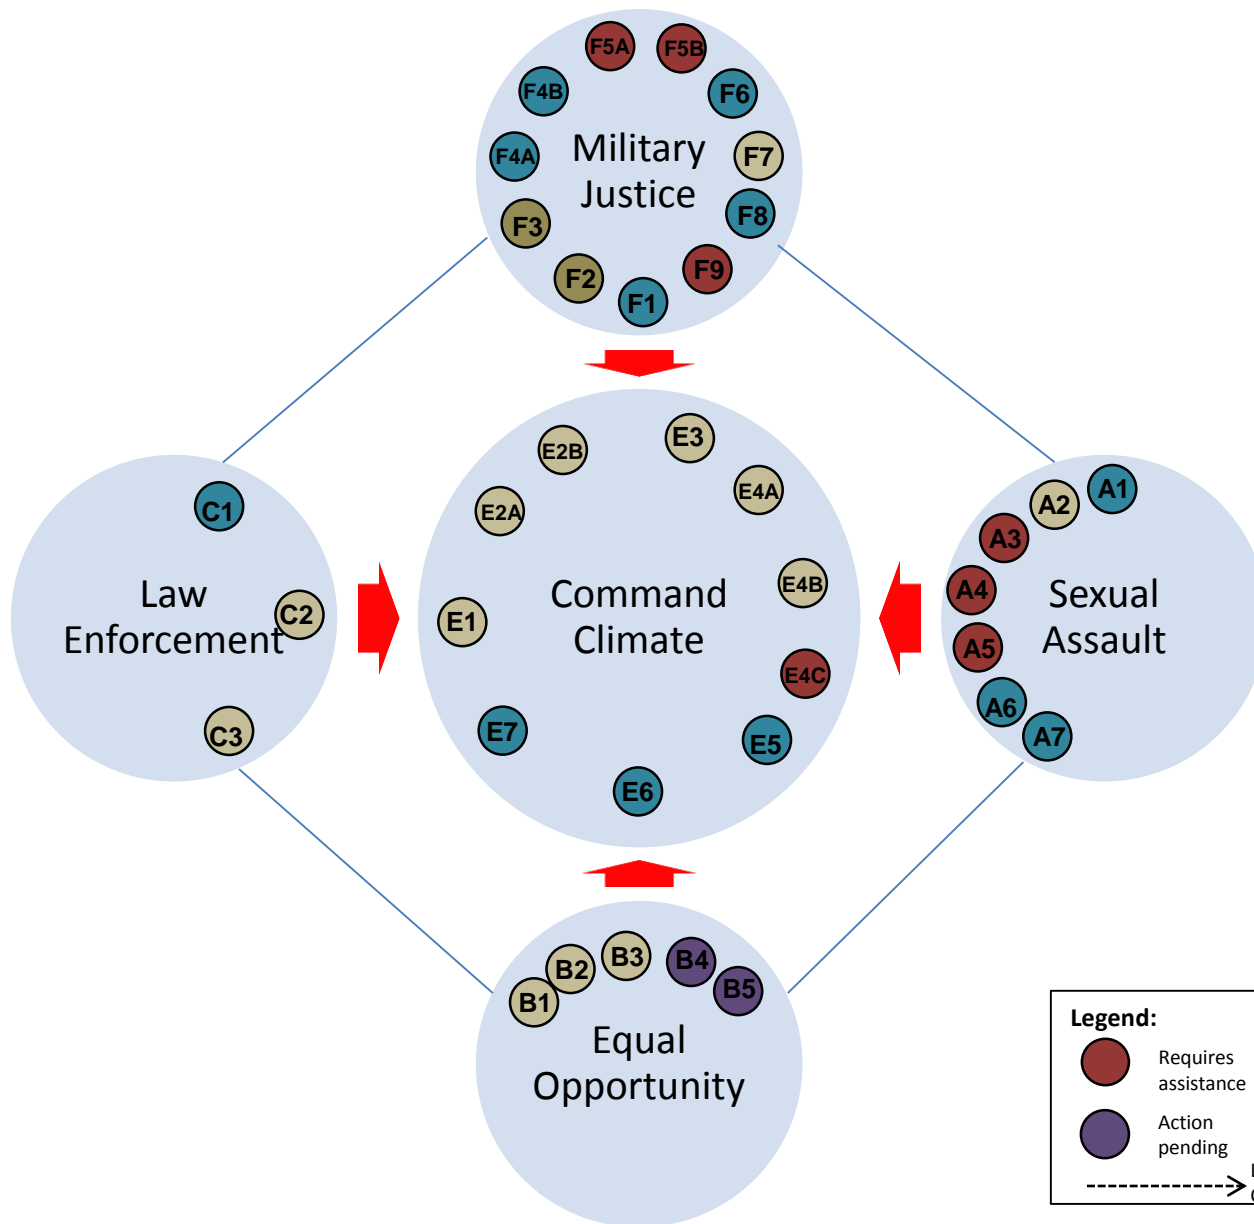 F5A
F5B
F4B
F6
F4A
Military
Justice
F7
F3
F8
F2
F9
F1
E2B
E3
E2A
E4A
C1
A1
A2
A3
Law
Enforcement
C2
Command
Climate
E4B
A4
Sexual
Assault
E1
A5
E4C
A6
C3
E7
E5
A7
E6
B3
B4
B2
B5
B1
Equal
Opportunity
Legend:
Requires
assistance
Action
pending